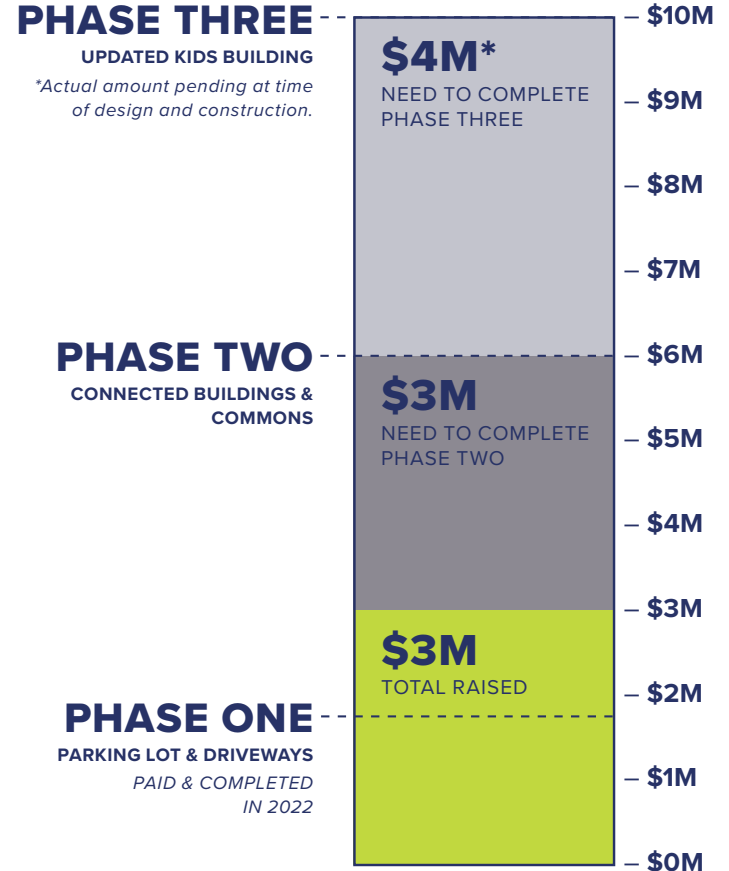 PHASE THREE
UPDATED KIDS BUILDING
*Actual amount pending at time
of design and construction.
$4M*
NEED TO COMPLETE
PHASE THREE
$10M
$9M
$8M
$7M
PHASE TWO
CONNECTED BUILDINGS &
COMMONS
$3M
NEED TO COMPLETE
PHASE TWO
$6M
$5M
$4M
$3M
$3M
TOTAL RAISED
PHASE ONE
PARKING LOT & DRIVEWAYS
PAID & COMPLETED
IN 2022
$2M
$1M
$0M